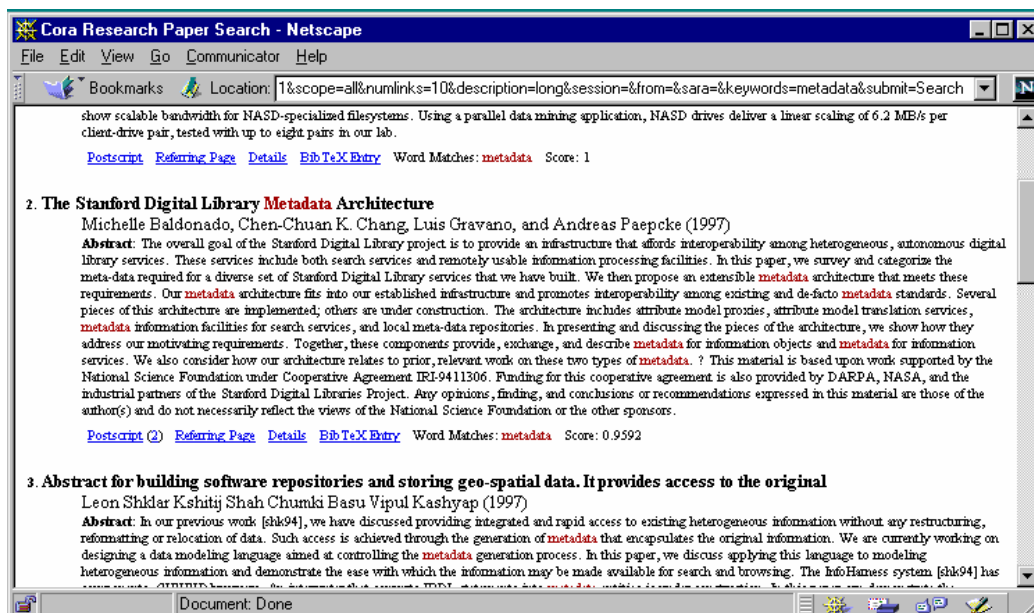 Cora Research Paper Search - Netscape
File Edit View Go Communicator Help
Bookmarks Location: 1&scope=all&numlinks=10&description=long&session=&from=&sara=&keywords=metadata&submit=Search
show scalable bandwidth for NASD-specialized filesystems. Using a parallel data mining application, NASD drives deliver a linear scaling of 6.2 MB/s per
client-drive pair, tested with up to eight pairs in our lab.
Postscript Referring Page Details BibTeX Entry Word Matches: metadata Score: 1
2. The Stanford Digital Library Metadata Architecture
Michelle Baldonado, Chen-Chuan K. Chang, Luis Gravano, and Andreas Paepcke (1997)
Abstract: The overall goal of the Stanford Digital Library project is to provide an infrastructure that affords interoperability among heterogeneous, autonomous digital
library services. These services include both search services and remotely usable information processing facilities. In this paper, we survey and categorize the
meta-data required for a diverse set of Stanford Digital Library services that we have built. We then propose an extensible metadata architecture that meets these
requirements. Our metadata architecture fits into our established infrastructure and promotes interoperability among existing and de-facto metadata standards. Several
pieces of this architecture are implemented; others are under construction. The architecture includes attribute model proxies, attribute model translation services,
metadata information facilities for search services, and local meta-data repositories. In presenting and discussing the pieces of the architecture, we show how they
address our motivating requirements. Together, these components provide, exchange, and describe metadata for information objects and metadata for information
services. We also consider how our architecture relates to prior, relevant work on these two types of metadata. ? This material is based upon work supported by the
National Science Foundation under Cooperative Agreement IRI-9411306. Funding for this cooperative agreement is also provided by DARPA, NASA, and the
industrial partners of the Stanford Digital Libraries Project. Any opinions, finding, and conclusions or recommendations expressed in this material are those of the
author(s) and do not necessarily reflect the views of the National Science Foundation or the other sponsors.
Postscript (2) Referring Page Details BibTeX Entry Word Matches: metadata Score: 0.9592
3. Abstract for building software repositories and storing geo-spatial data. It provides access to the original
Leon Shklar Kshitij Shah Chumki Basu Vipul Kashyap (1997)
Abstract: In our previous work [shk94], we have discussed providing integrated and rapid access to existing heterogeneous information without any restructuring,
reformatting or relocation of data. Such access is achieved through the generation of metadata that encapsulates the original information. We are currently working on
designing a data modeling language aimed at controlling the metadata generation process. In this paper, we discuss applying this language to modeling
heterogeneous information and demonstrate the ease with which the information may be made available for search and browsing. The InfoHarness system [shk94] has
Document: Done